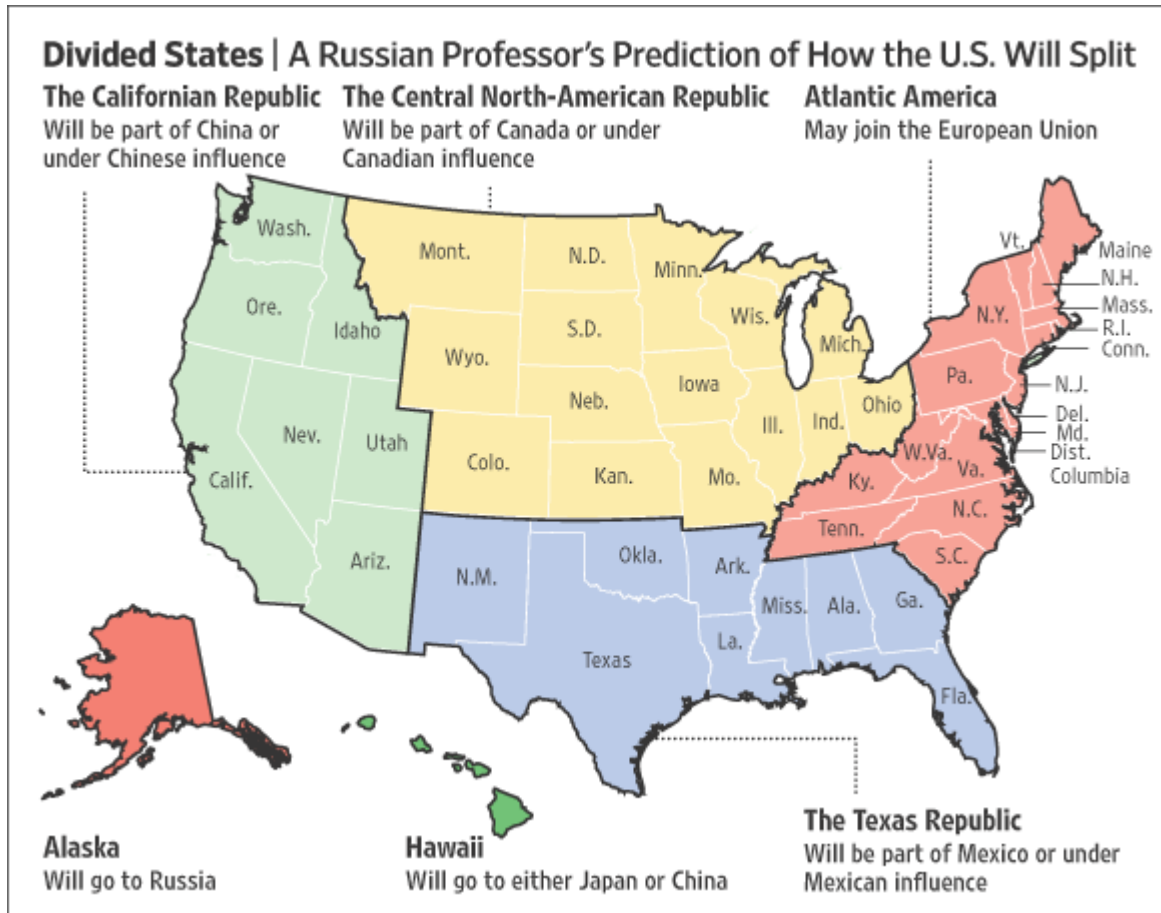 Divided States | A Russian Professor's Prediction of How the U.S. Will Split
The Californian Republic
Will be part of China or
under Chinese influence
The Central North-American Republic
Will be part of Canada or under
Canadian influence
Atlantic America
May join the European Union
Wash.
Ore.
Idaho
Nev.
Utah
Calif.
Ariz.
Mont.
N.D.
Minn.
Wis.
Mich.
S.D.
Wyo.
Iowa
Neb.
Ill.
Ind.
Ohio
Colo.
Kan.
Mo.
Vt.
Maine
N.H.
Mass.
R.I.
Conn.
N.Y.
Pa.
N.J.
Del.
Md.
Dist.
Columbia
W.Va.
Va.
Ky.
N.C.
Tenn.
S.C.
N.M.
Okla.
Ark.
Texas
La.
Miss.
Ala.
Ga.
Fla.
Alaska
Will go to Russia
Hawaii
Will go to either Japan or China
The Texas Republic
Will be part of Mexico or under
Mexican influence